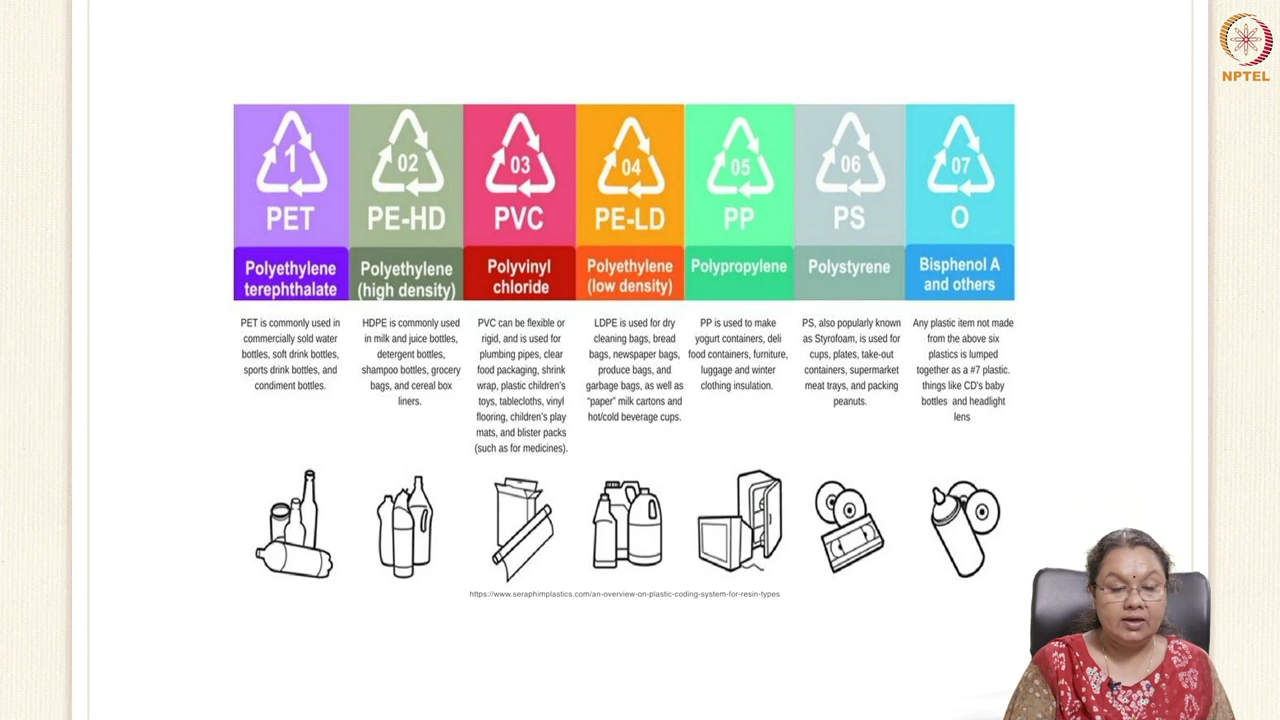 NPTEL
1
PET
Polyethylene
terephthalate
PET is commonly used in
commercially sold water
bottles, soft drink bottles,
sports drink bottles, and
condiment bottles.
02
PE-HD
Polyethylene
(high density)
HDPE is commonly used
in milk and juice bottles,
detergent bottles,
shampoo bottles, grocery
bags, and cereal box
liners.
03
PVC
Polyvinyl
chloride
PVC can be flexible or
rigid, and is used for
plumbing pipes, clear
food packaging, shrink
wrap, plastic children's
toys, tablecloths, vinyl
flooring, children's play
mats, and blister packs
(such as for medicines).
04
PE-LD
Polyethylene
(low density)
LDPE is used for dry
cleaning bags, bread
bags, newspaper bags,
produce bags, and
garbage bags, as well as
"paper" milk cartons and
hot/cold beverage cups.
05
PP
Polypropylene
PP is used to make
yogurt containers, deli
food containers, furniture,
luggage and winter
clothing insulation.
06
PS
Polystyrene
PS, also popularly known
as Styrofoam, is used for
cups, plates, take-out
containers, supermarket
meat trays, and packing
peanuts.
07
O
Bisphenol A
and others
Any plastic item not made
from the above six
plastics is lumped
together as a #7 plastic.
things like CD's baby
bottles and headlight
lens
https://www.seraphimplastics.com/an-overview-on-plastic-coding-system-for-resin-types